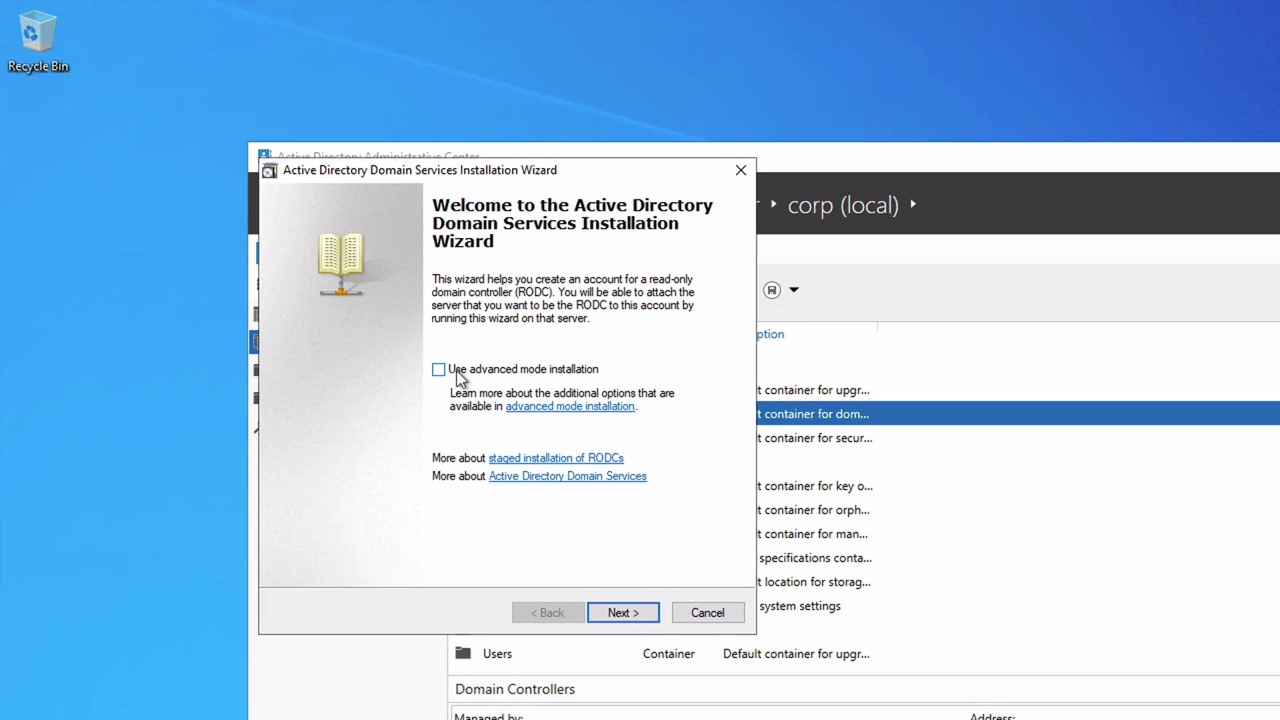 Recycle Bin
Active Directory Administrative Center
Active Directory Domain Services Installation Wizard
Welcome to the Active Directory
Domain Services Installation
Wizard
This wizard helps you create an account for a read-only
domain controller (RODC). You will be able to attach the
server that you want to be the RODC to this account by
running this wizard on that server.
Use advanced mode installation
Learn more about the additional options that are
available in advanced mode installation.
More about staged installation of RODCs
More about Active Directory Domain Services
< Back
Next >
Cancel
corp (local)
ption
t container for upgr...
t container for dom...
t container for secur...
t container for key o...
t container for orph...
t container for man...
specifications conta...
t location for storag...
system settings
Users Container Default container for upgr...
Domain Controllers
Managed by: Address: